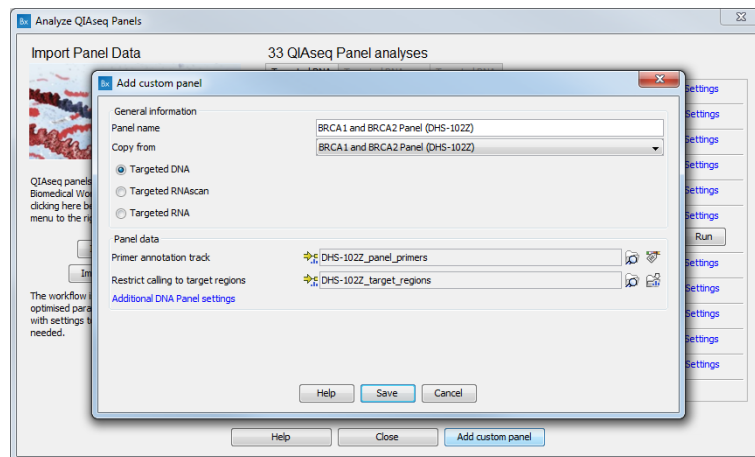 Analyze QIAseq Panels
Import Panel Data
33 QIAseq Panel analyses
Add custom panel
General information
Panel name
BRCA1 and BRCA2 Panel (DHS-102Z)
Copy from
BRCA1 and BRCA2 Panel (DHS-102Z)
Targeted DNA
Targeted RNAscan
Targeted RNA
Panel data
Primer annotation track
DHS-102Z_panel_primers
Restrict calling to target regions
DHS-102Z_target_regions
Additional DNA Panel settings
Help
Save
Cancel
QIAseq panels
Biomedical
clicking here
menu to the
The workflow
optimised
with settings
needed.
Settings
Settings
Settings
Settings
Settings
Settings
Run
Settings
Settings
Settings
Settings
Settings
Help
Close
Add custom panel